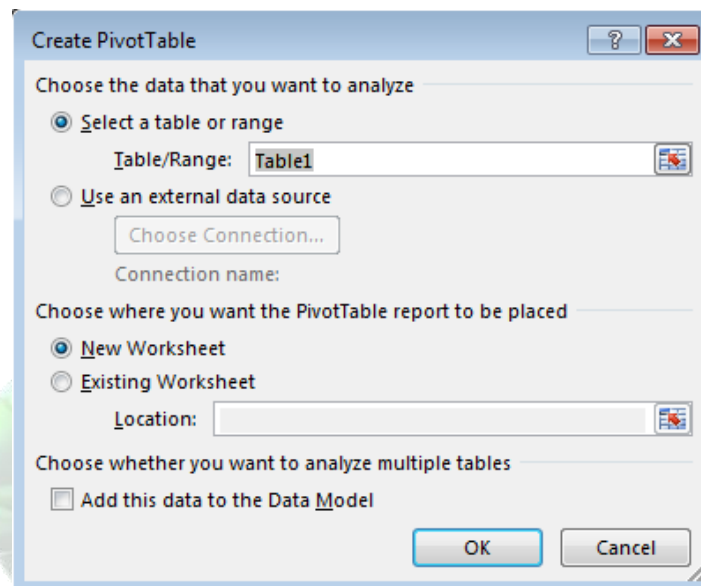 Create PivotTable
?
Choose the data that you want to analyze
Select a table or range
Table/Range: Table1
Use an external data source
Choose Connection...
Connection name:
Choose where you want the PivotTable report to be placed
New Worksheet
Existing Worksheet
Location:
Choose whether you want to analyze multiple tables
Add this data to the Data Model
OK Cancel